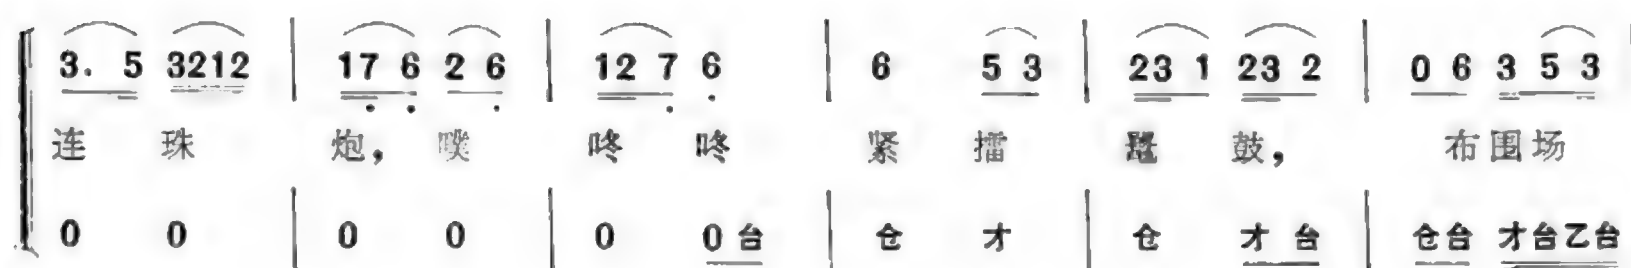 3. 5 3212 | 17 6 2 6 | 12 7 6 | 6 5 3 | 23 1 23 2 | 0 6 3 5 3
连 珠 炮， 噗 咚 咚 紧 擂 鼓， 布围场
0 0 | 0 0 | 0 0 台 | 仓 才 | 仓 才 台 | 仓台 才台乙台